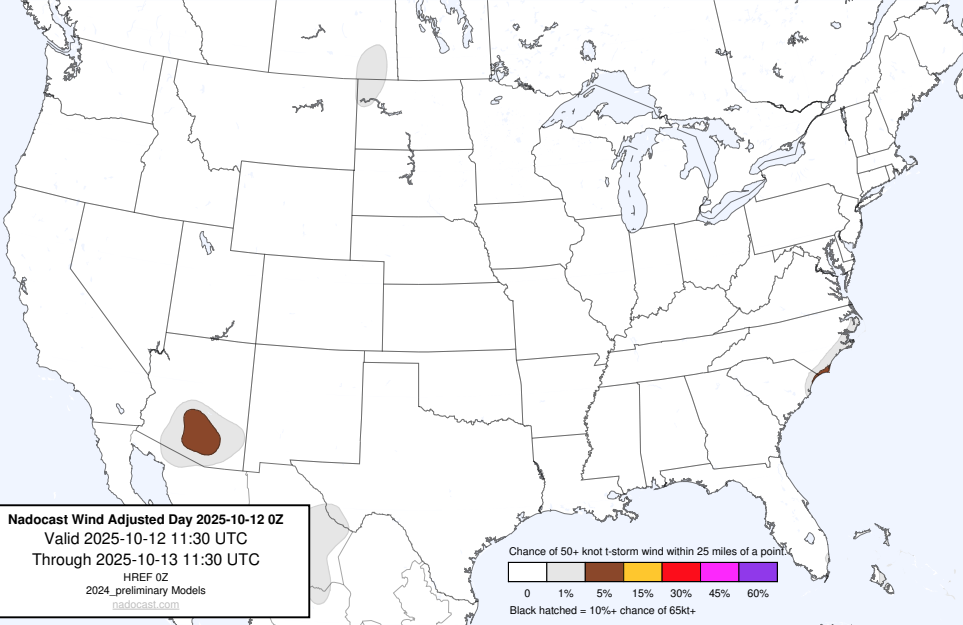 Nadocast Wind Adjusted Day 2025-10-12 0Z
Valid 2025-10-12 11:30 UTC
Through 2025-10-13 11:30 UTC
HREF 0Z
2024_preliminary Models
nadocast.com
Chance of 50+ knot t-storm wind within 25 miles of a point.
0 1% 5% 15% 30% 45% 60%
Black hatched = 10%+ chance of 65kt+